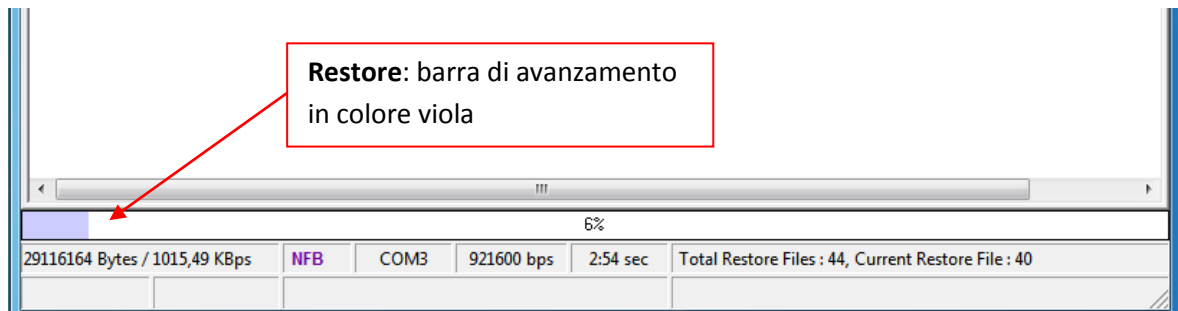 Restore: barra di avanzamento
in colore viola
6%
29116164 Bytes / 1015,49 KBps NFB COM3 921600 bps 2:54 sec Total Restore Files : 44, Current Restore File : 40